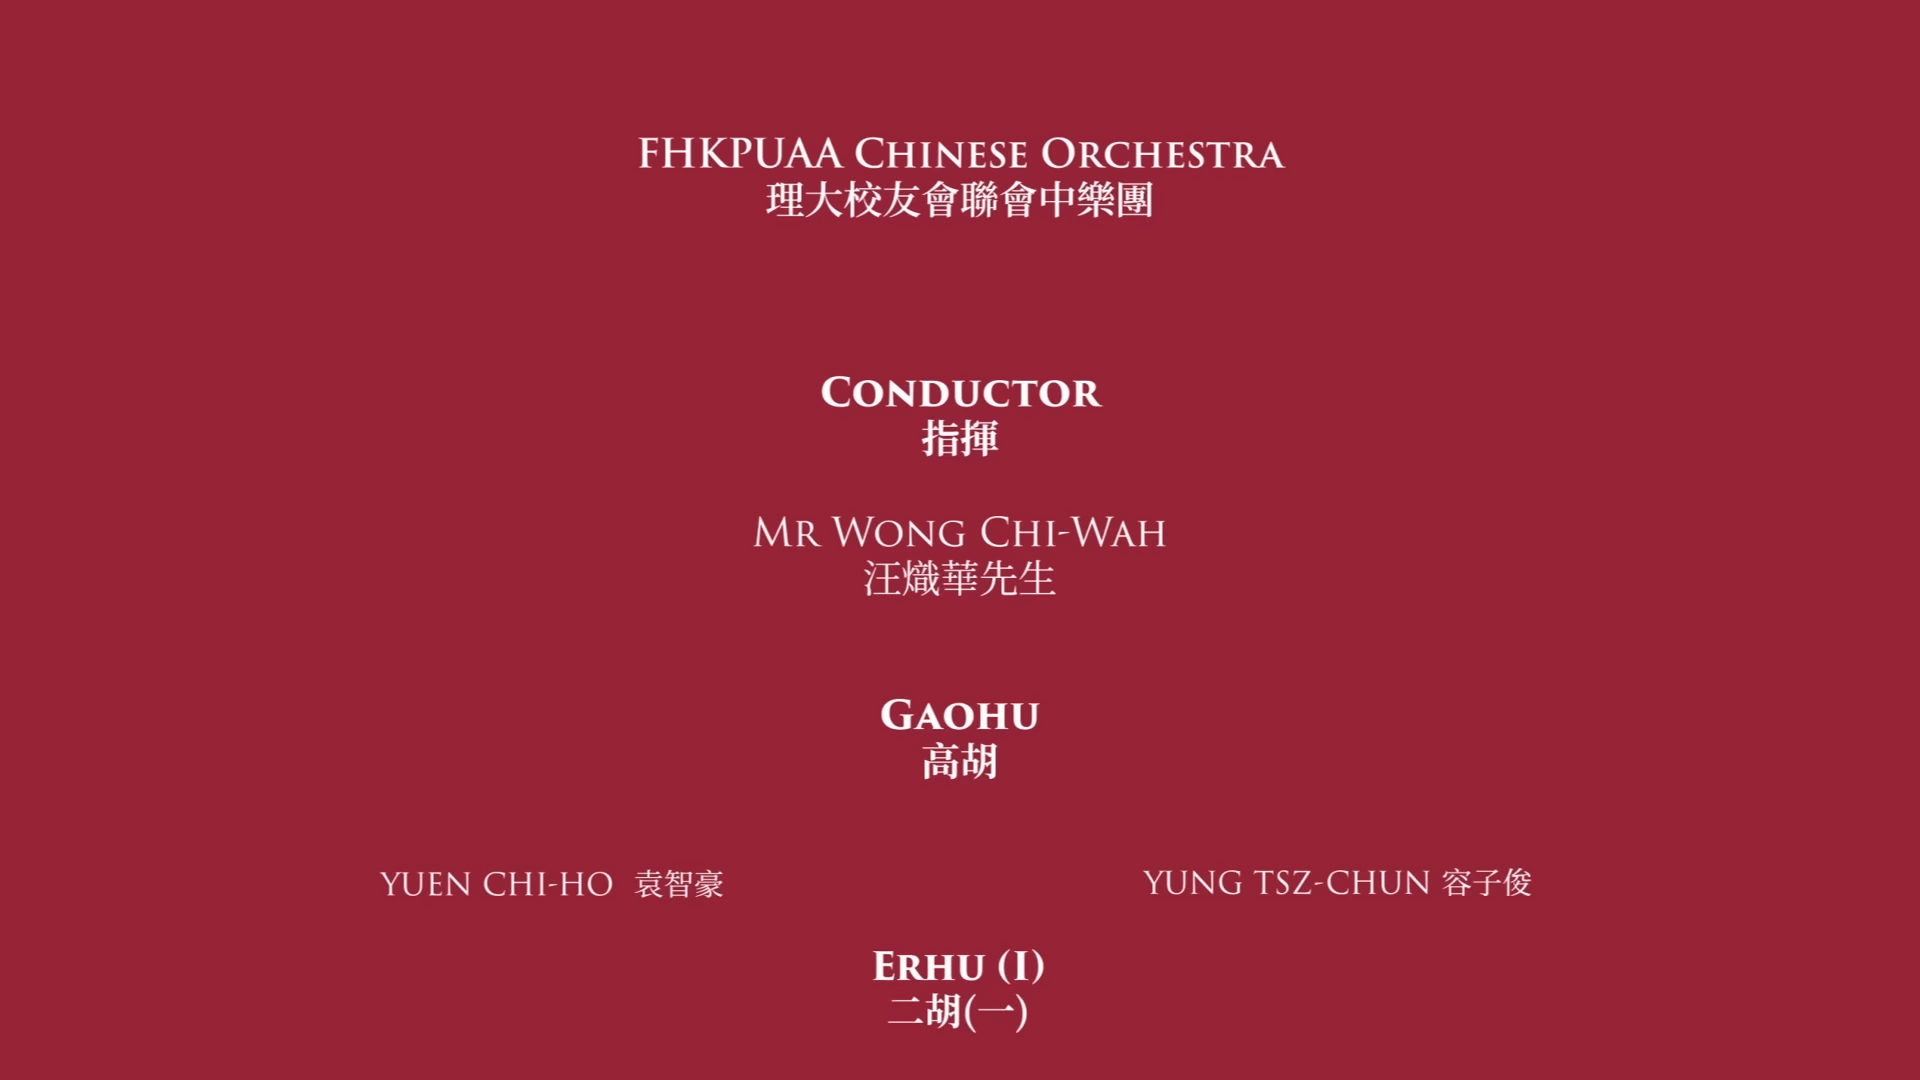 FHKPUAA Chinese Orchestra
理大校友會聯會中樂團
Conductor
指揮
Mr Wong Chi-Wah
汪熾華先生
Gaohu
高胡
YUEN CHI-HO 袁智豪
YUNG TSZ-CHUN 容子俊
Erhu (I)
二胡(一)